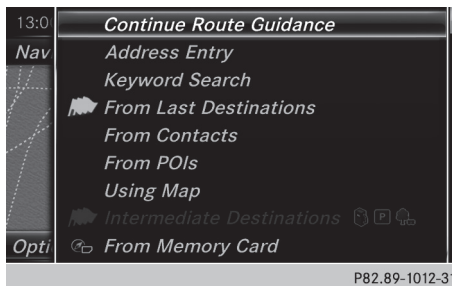 13:0
Continue Route Guidance
Nav
Address Entry
Keyword Search
From Last Destinations
From Contacts
From POIs
Using Map
Intermediate Destinations P
Opti
From Memory Card
P82.89-1012-31